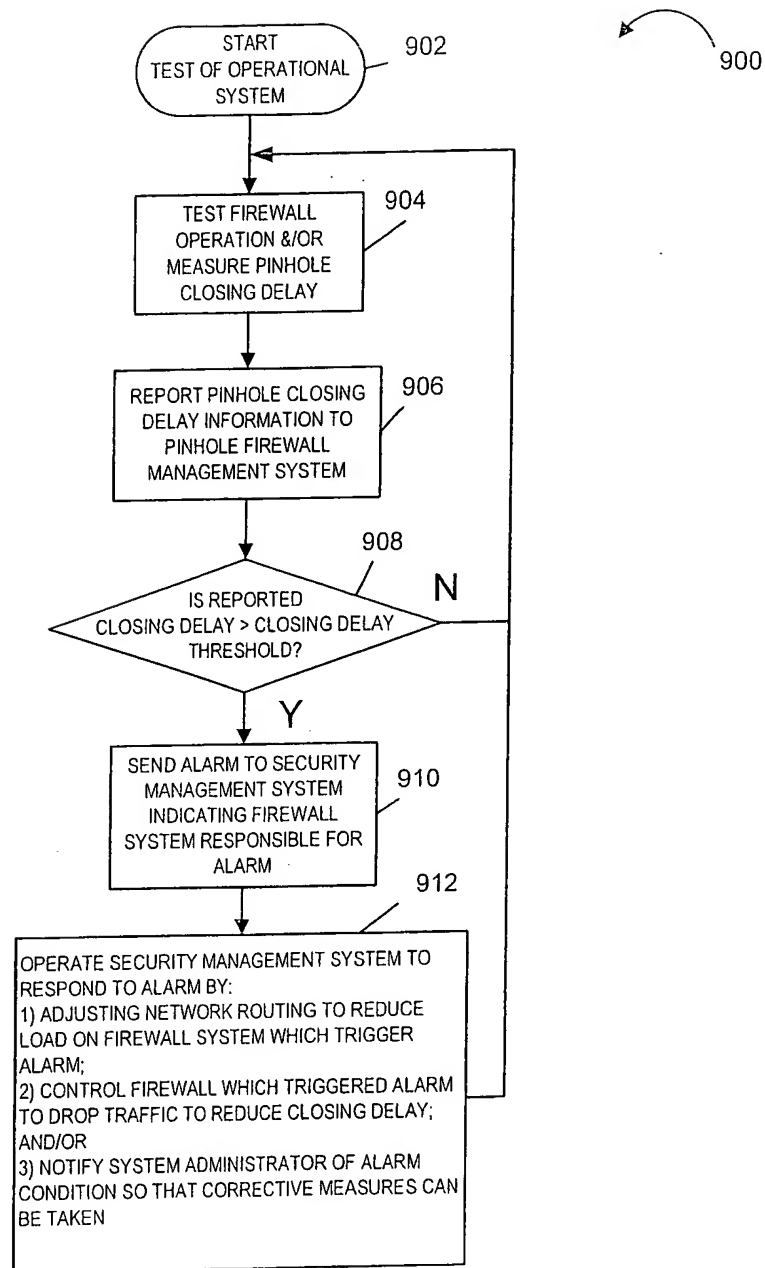 START
TEST OF OPERATIONAL
SYSTEM
902
900
TEST FIREWALL
OPERATION &/OR
MEASURE PINHOLE
CLOSING DELAY
904
REPORT PINHOLE CLOSING
DELAY INFORMATION TO
PINHOLE FIREWALL
MANAGEMENT SYSTEM
906
908
IS REPORTED
CLOSING DELAY > CLOSING DELAY
THRESHOLD?
N
Y
SEND ALARM TO SECURITY
MANAGEMENT SYSTEM
INDICATING FIREWALL
SYSTEM RESPONSIBLE FOR
ALARM
910
912
OPERATE SECURITY MANAGEMENT SYSTEM TO
RESPOND TO ALARM BY:
1) ADJUSTING NETWORK ROUTING TO REDUCE
LOAD ON FIREWALL SYSTEM WHICH TRIGGER
ALARM;
2) CONTROL FIREWALL WHICH TRIGGERED ALARM
TO DROP TRAFFIC TO REDUCE CLOSING DELAY;
AND/OR
3) NOTIFY SYSTEM ADMINISTRATOR OF ALARM
CONDITION SO THAT CORRECTIVE MEASURES CAN
BE TAKEN